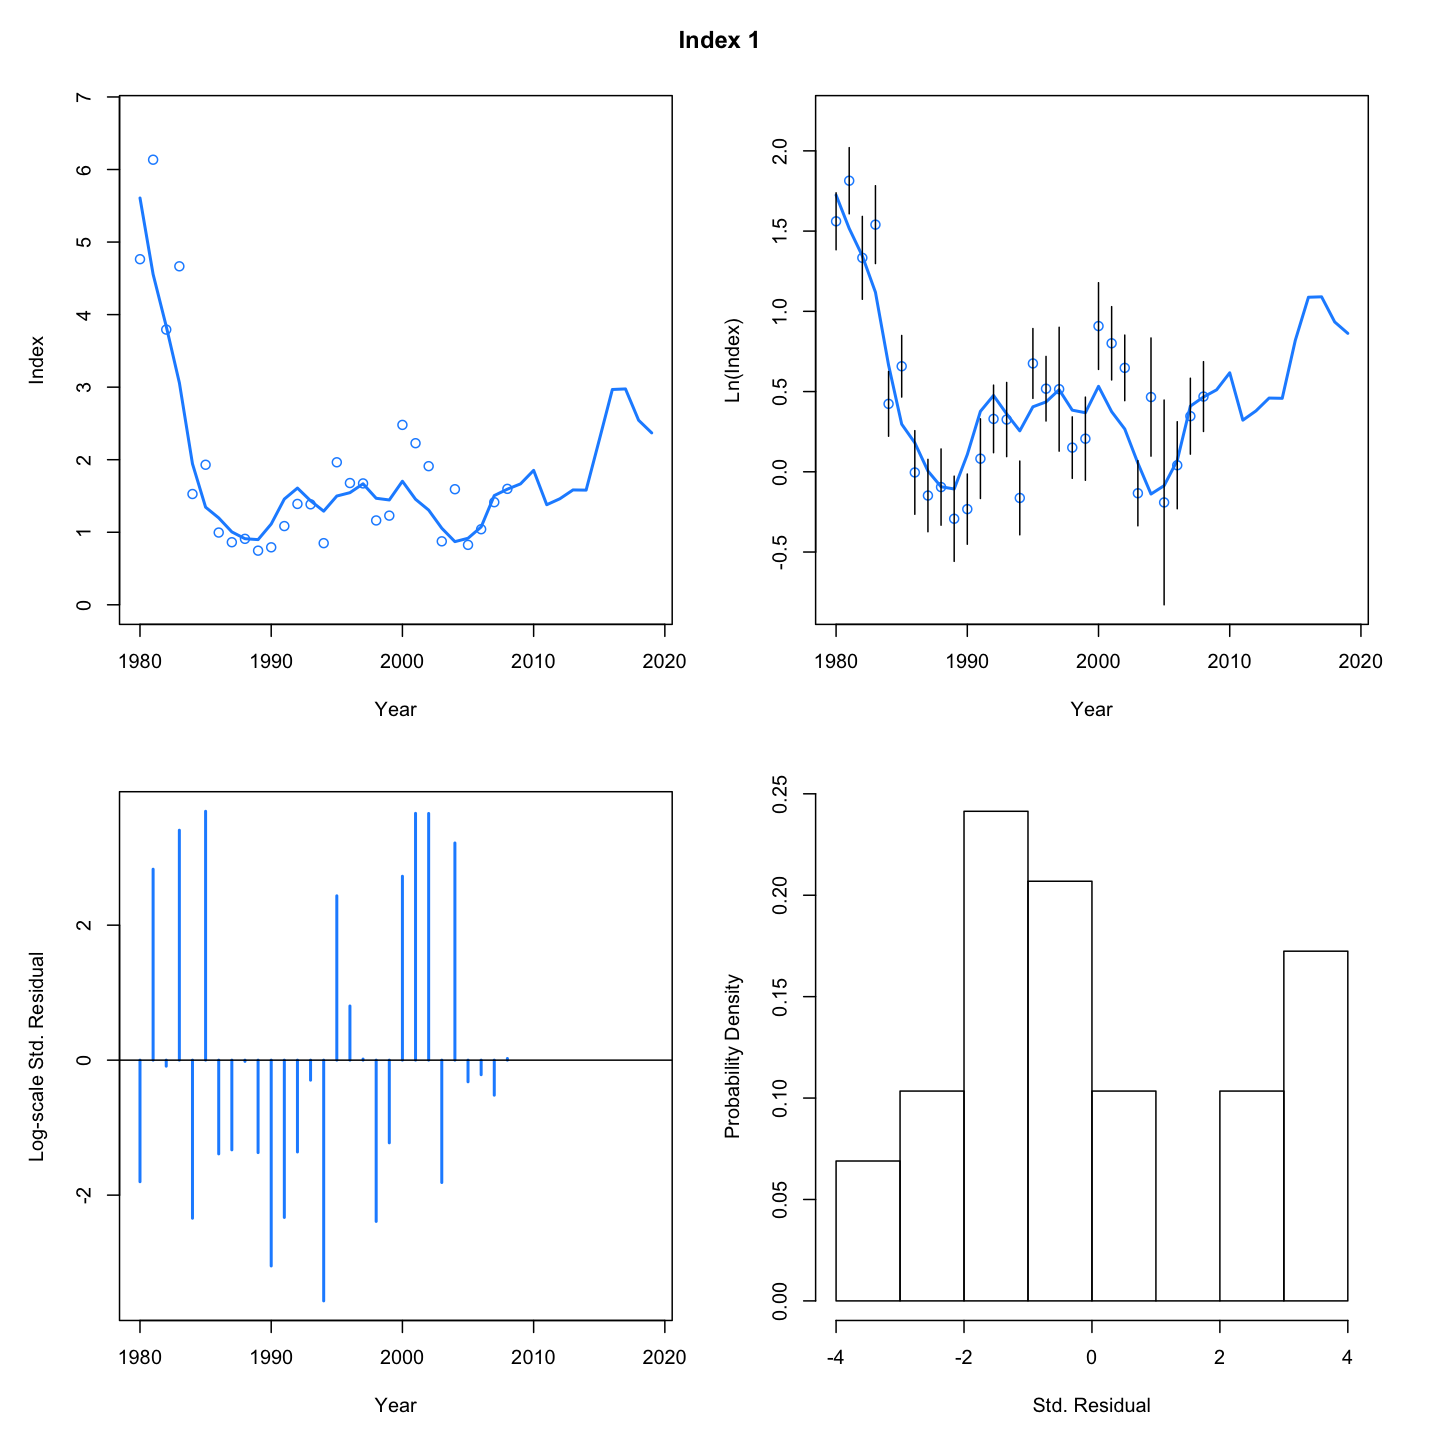 Index 1
7
6
5
4
3
2
1
0
Index
1980 1990 2000 2010 2020
Year
2.0
1.5
1.0
0.5
0.0
-0.5
Ln(Index)
1980 1990 2000 2010 2020
Year
2
0
-2
Log-scale Std. Residual
1980 1990 2000 2010 2020
Year
0.25
0.20
0.15
0.10
0.05
0.00
Probability Density
-4 -2 0 2 4
Std. Residual